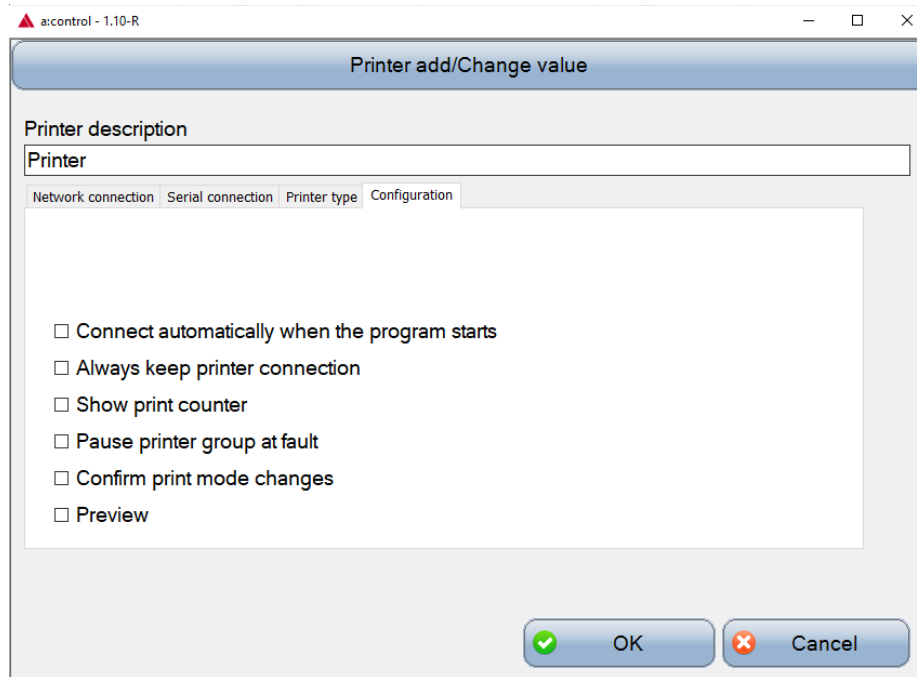 a:control - 1.10-R
Printer add/Change value
Printer description
Printer
Network connection Serial connection Printer type Configuration
Connect automatically when the program starts
Always keep printer connection
Show print counter
Pause printer group at fault
Confirm print mode changes
Preview
OK Cancel